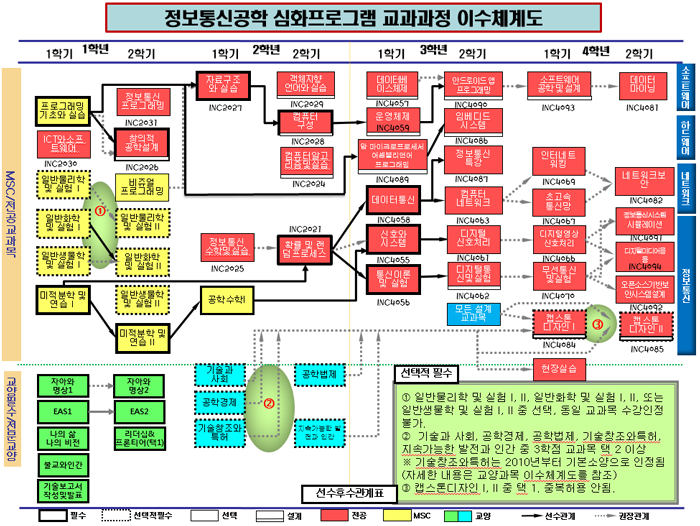 정보통신공학 심화프로그램 교과과정 이수체계도
1학년
2학년
3학년
4학년
1학기
2학기
1학기
2학기
1학기
2학기
1학기
2학기
MSC/전공 교과목
소프트웨어
하드웨어
네트워크
정보통신
프로그래밍
기초와 실습
정보통신
프로그래밍
INC2031
자료구조
와 실습
INC2027
객체지향
언어와 실습
INC2029
데이터베
이스체제
INC4057
안드로이드 앱
프로그래밍
INC4090
소프트웨어
공학 및 설계
INC4093
데이터
마이닝
INC4081
ICT와소프
트웨어
INC2030
창의적
공학설계
INC2026
컴퓨터
구성
INC2028
운영체제
INC4059
임베디드
시스템
INC4086
일반물리학
및 실험 I
비쥬얼
프로그래밍
컴퓨터알고
리즘및실습
INC2024
및 마이크로프로세서
어셈블리언어
프로그래밍
INC4089
정보통신
특강
INC4087
인터네트
워킹
INC4069
네트워크보
안
INC4082
①
일반화학
및 실험 I
일반물리학
및 실험 II
데이터통신
INC4058
컴퓨터
네트워크
INC4063
초고속
통신망
INC4067
정보통신시스템
시뮬레이션
INC4091
일반생물학
및 실험 I
일반화학
및 실험 II
정보통신
수학및실습
INC2025
INC2021
확률 및 랜
덤프로세스
신호와
시스템
INC4055
디지털
신호처리
INC4061
디지털영상
신호처리
INC4066
INC4094
미적분학 및
연습 I
일반생물학
및 실험 II
공학수학I
통신이론
및 실험
INC4056
디지털통
신및실험
INC4062
무선통신
및실험
INC4070
오픈소스기반보
안시스템설계
INC4092
미적분학 및
연습 II
모든 설계
교과목
캡스톤
디자인 I
INC4084
③
캡스톤
디자인 II
INC4085
현장실습
교양필수/전문교양
자아와
명상1
자아와
명상2
EAS1
EAS2
나의 삶
나의 비전
리더십&
프론티어(택1)
불교와인간
기술보고서
작성및발표
기술과
사회
공학법제
공학경제
②
기술창조와
특허
지속가능한 발
전과 인간
선수후수관계표
선택적 필수
① 일반물리학 및 실험 I, II, 일반화학 및 실험 I, II, 또는
일반생물학 및 실험 I, II 중 선택, 동일 교과목 수강인정
불가.
② 기술과 사회, 공학경제, 공학법제, 기술창조와특허,
지속가능한 발전과 인간 중 3학점 교과목 택 2 이상
※ 기술창조와특허는 2010년부터 기본소양으로 인정됨
(자세한 내용은 교양과목 이수체계도를 참조)
③ 캡스톤디자인 I, II 중 택 1, 중복허용 안됨.
필수
선택적필수
선택
설계
전공
MSC
교양
선수관계
권장관계